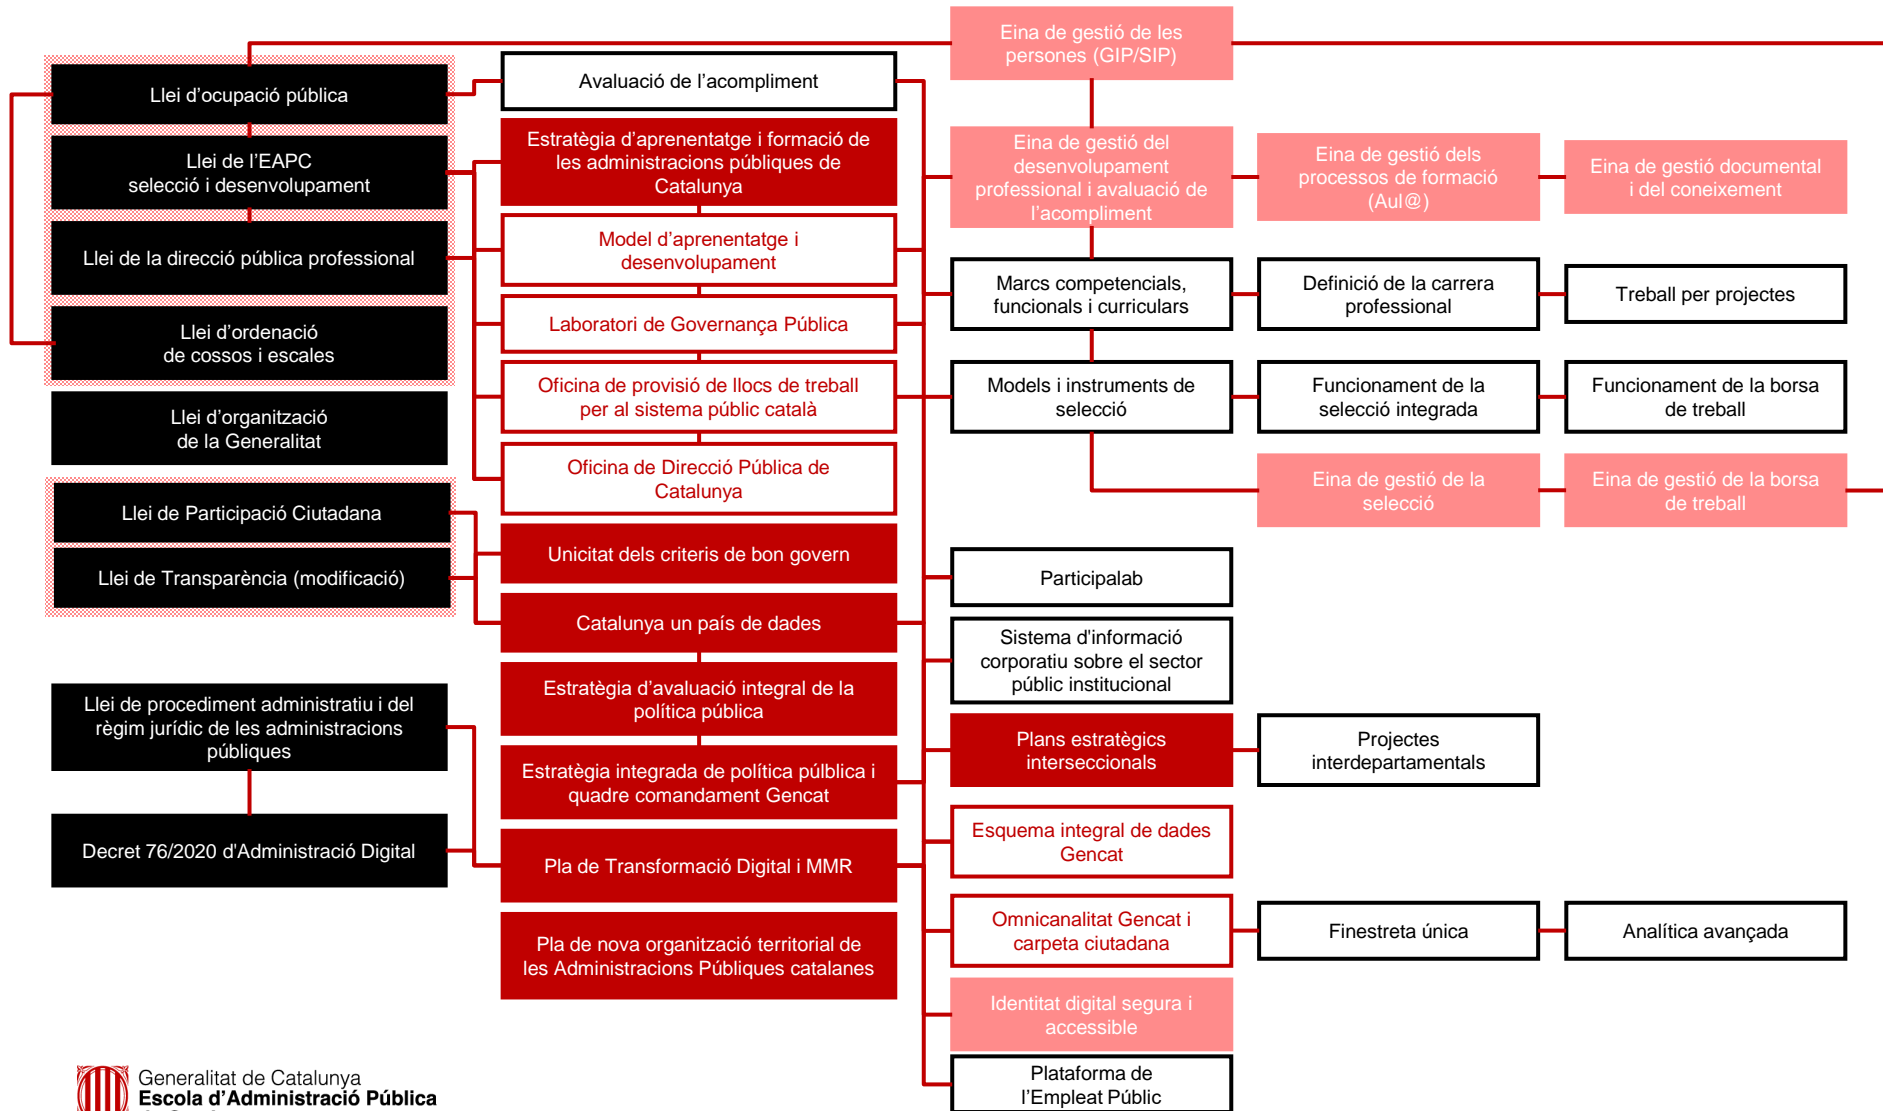 Llei d’ocupació pública
Llei de l’EAPC
selecció i desenvolupament
Llei de la direcció pública professional
Llei d’ordenació
de cossos i escales
Llei d’organització
de la Generalitat
Llei de Participació Ciutadana
Llei de Transparència (modificació)
Llei de procediment administratiu i del
règim jurídic de les administracions
públiques
Decret 76/2020 d'Administració Digital
Avaluació de l’acompliment
Estratègia d’aprenentatge i formació de
les administracions públiques de
Catalunya
Model d’aprenentatge i
desenvolupament
Laboratori de Governança Pública
Oficina de provisió de llocs de treball
per al sistema públic català
Oficina de Direcció Pública de
Catalunya
Unicitat dels criteris de bon govern
Catalunya un país de dades
Estratègia d’avaluació integral de la
política pública
Estratègia integrada de política púlblica i
quadre comandament Gencat
Pla de Transformació Digital i MMR
Pla de nova organització territorial de
les Administracions Públiques catalanes
Eina de gestió de les
persones (GIP/SIP)
Eina de gestió del
desenvolupament
professional i avaluació de
l’acompliment
Eina de gestió dels
processos de formació
(Aul@)
Eina de gestió documental
i del coneixement
Marcs competencials,
funcionals i curriculars
Definició de la carrera
professional
Treball per projectes
Models i instruments de
selecció
Funcionament de la
selecció integrada
Funcionament de la borsa
de treball
Eina de gestió de la
selecció
Eina de gestió de la borsa
de treball
Participalab
Sistema d'informació
corporatiu sobre el sector
públic institucional
Plans estratègics
interseccionals
Projectes
interdepartamentals
Esquema integral de dades
Gencat
Omnicanalitat Gencat i
carpeta ciutadana
Finestreta única
Analítica avançada
Identitat digital segura i
accessible
Plataforma de
l’Empleat Públic
Generalitat de Catalunya
Escola d’Administració Pública